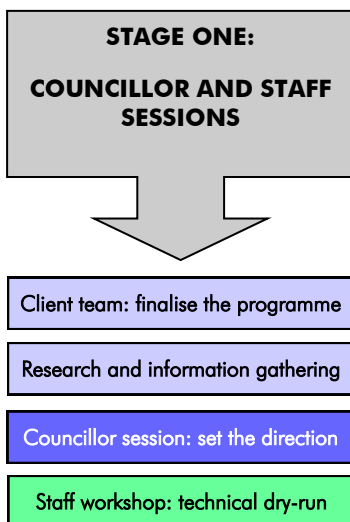 STAGE ONE:
COUNCILLOR AND STAFF
SESSIONS
Client team: finalise the programme
Research and information gathering
Councillor session: set the direction
Staff workshop: technical dry-run